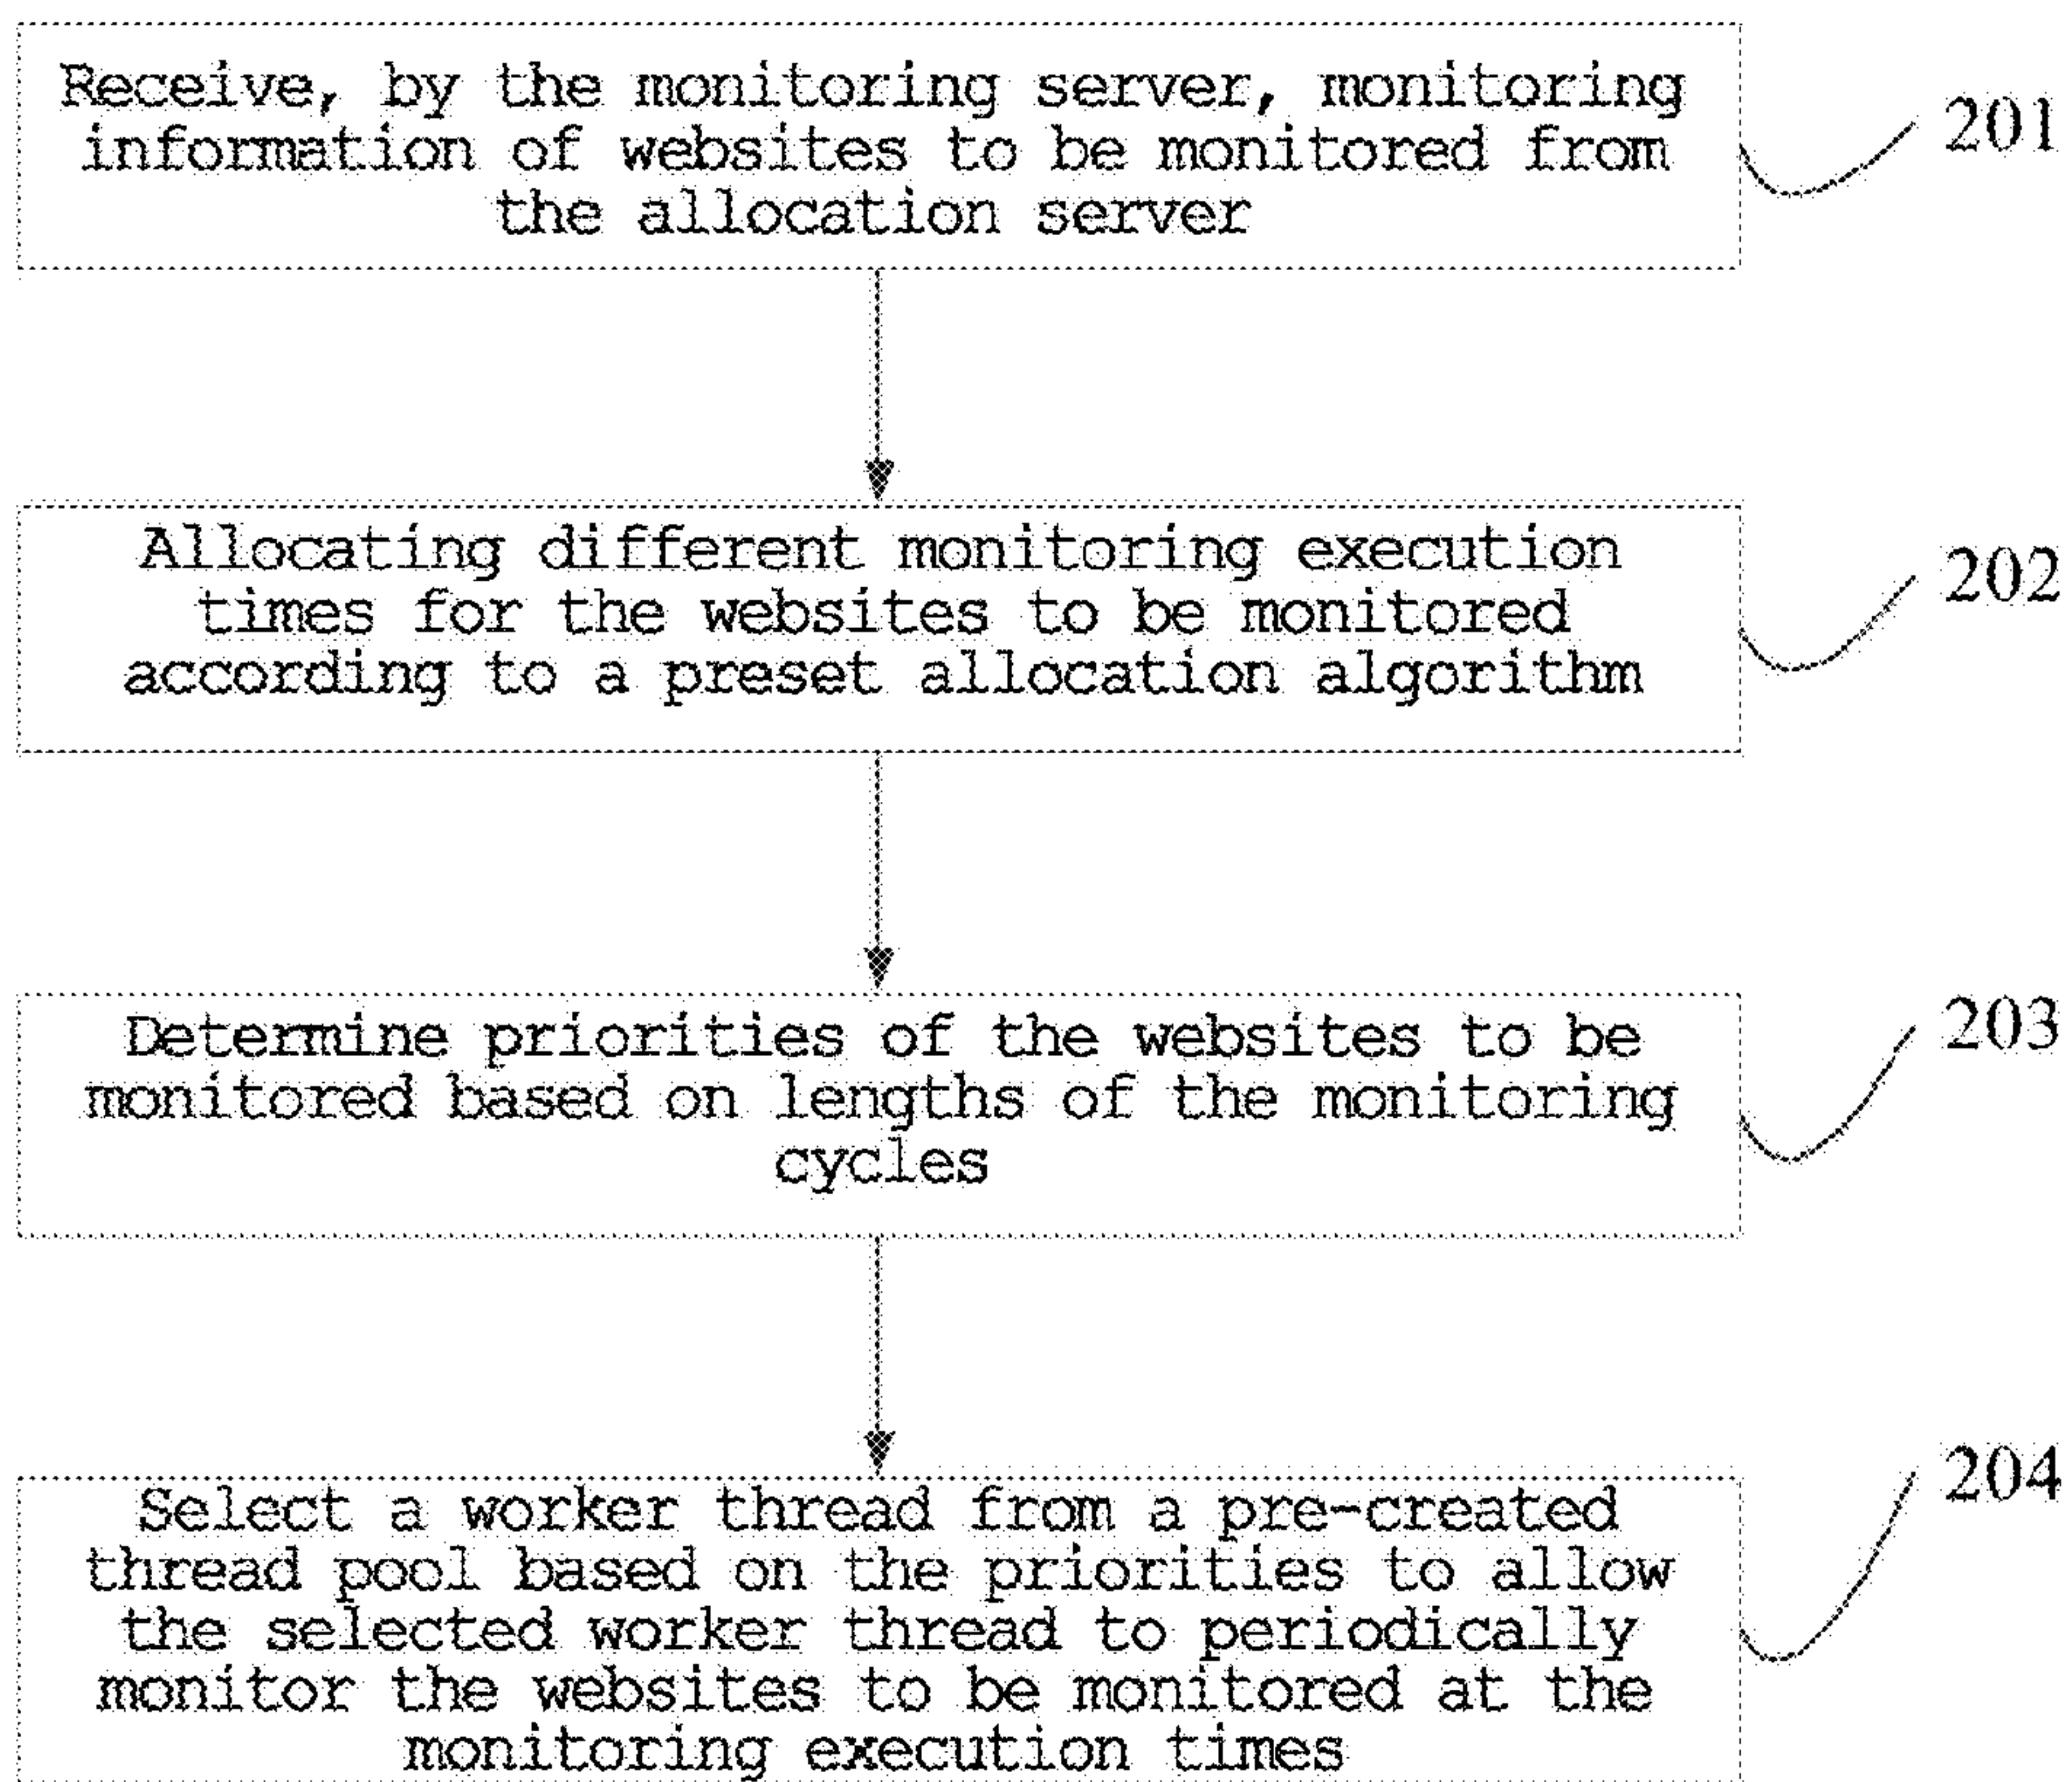 Receive, by the monitoring server, monitoring
information of websites to be monitored from
the allocation server
201
Allocating different monitoring execution
times for the websites to be monitored
according to a preset allocation algorithm
202
Determine priorities of the websites to be
monitored based on lengths of the monitoring
cycles
203
Select a worker thread from a pre-created
thread pool based on the priorities to allow
the selected worker thread to periodically
monitor the websites to be monitored at the
monitoring execution times
204